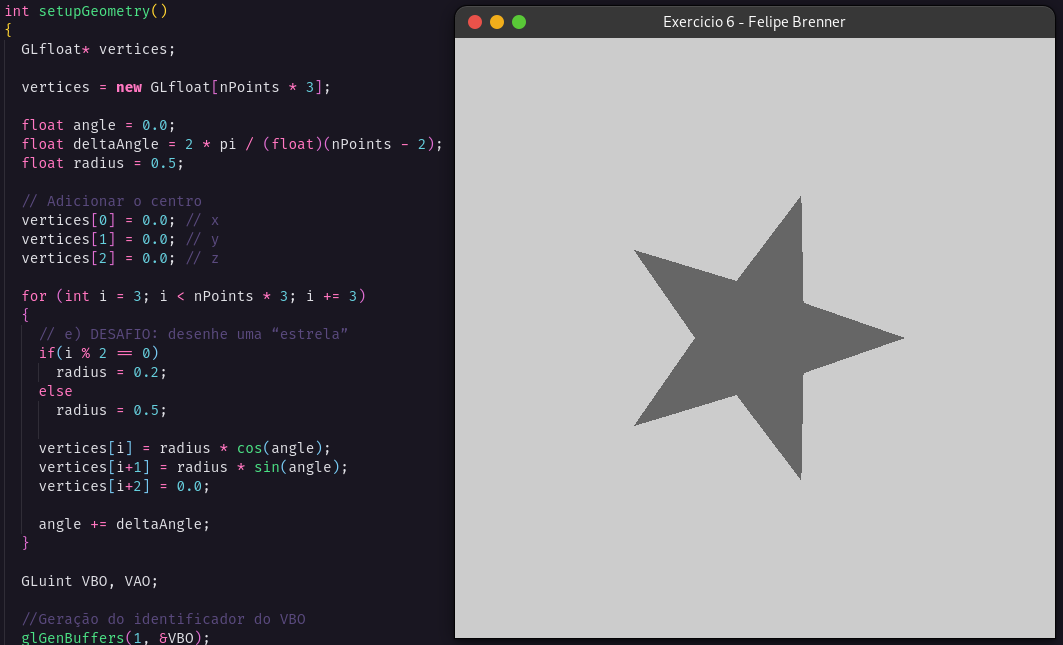 int setupGeometry()
{
GLfloat* vertices;
vertices = new GLfloat[nPoints * 3];
float angle = 0.0;
float deltaAngle = 2 * pi / (float)(nPoints - 2);
float radius = 0.5;
// Adicionar o centro
vertices[0] = 0.0; // x
vertices[1] = 0.0; // y
vertices[2] = 0.0; // z
for (int i = 3; i < nPoints * 3; i += 3)
{
// e) DESAFIO: desenhe uma “estrela”
if(i % 2 == 0)
radius = 0.2;
else
radius = 0.5;
vertices[i] = radius * cos(angle);
vertices[i+1] = radius * sin(angle);
vertices[i+2] = 0.0;
angle += deltaAngle;
}
GLuint VBO, VAO;
//Geração do identificador do VBO
glGenBuffers(1, &VBO);
Exercicio 6 - Felipe Brenner